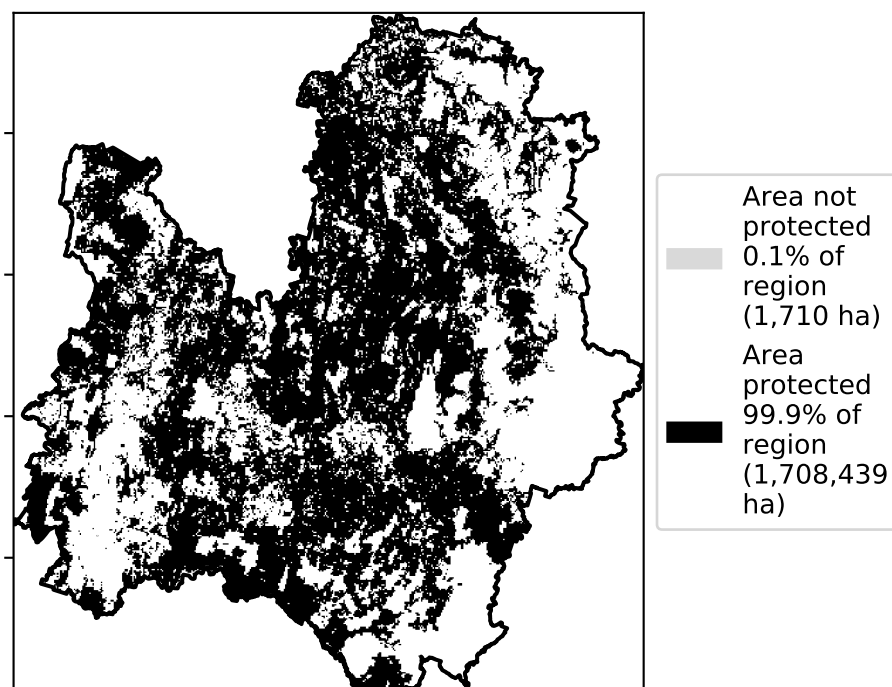 Area not
protected
0.1% of
region
(1,710 ha)
Area
protected
99.9% of
region
(1,708,439
ha)